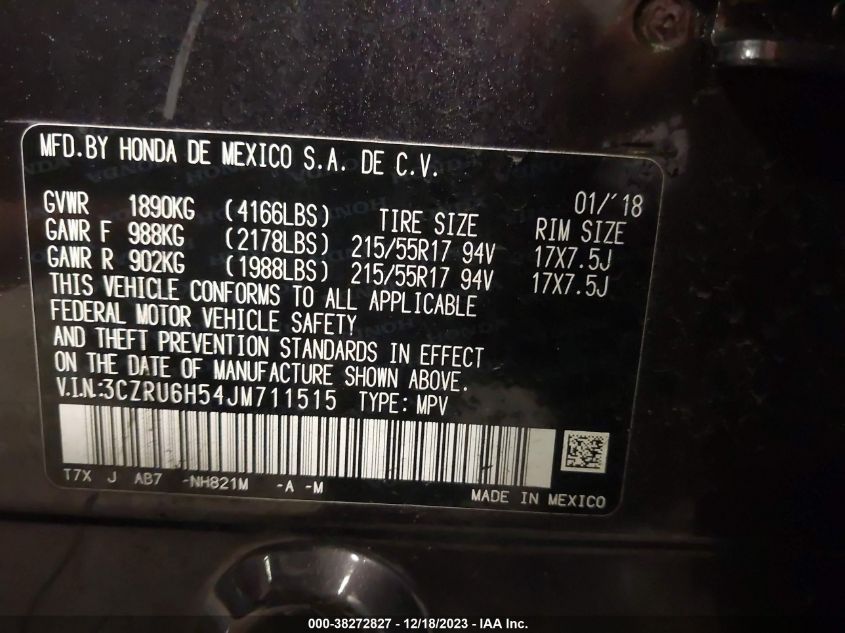 MFD.BY HONDA DE MEXICO S.A. DE C.V.
01/'18
GVWR 1890KG (4166LBS) TIRE SIZE RIM SIZE
GAWR F 988KG (2178LBS) 215/55R17 94V 17X7.5J
GAWR R 902KG (1988LBS) 215/55R17 94V 17X7.5J
THIS VEHICLE CONFORMS TO ALL APPLICABLE
FEDERAL MOTOR VEHICLE SAFETY
AND THEFT PREVENTION STANDARDS IN EFFECT
ON THE DATE OF MANUFACTURE SHOWN ABOVE.
V.I.N.:3CZRU6H54JM711515 TYPE: MPV
T7X J AB7 -NH821M -A -M
MADE IN MEXICO
000-38272827 - 12/18/2023 - IAA Inc.